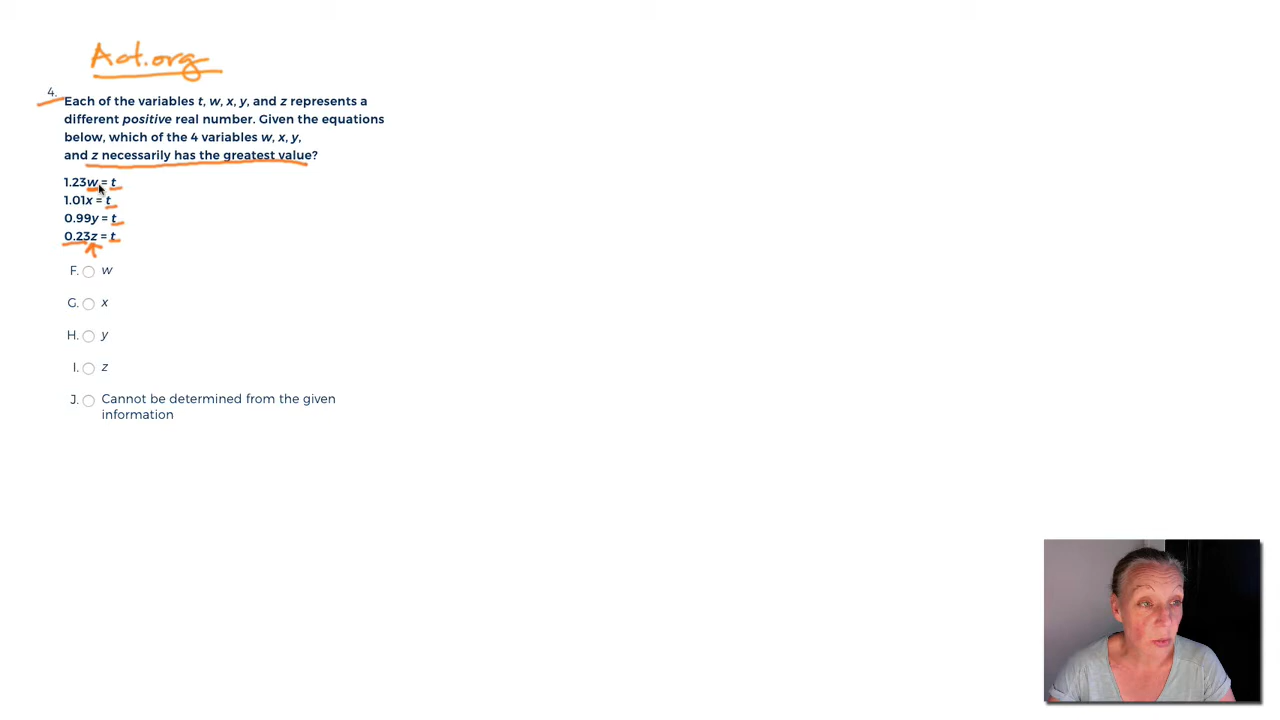 Act.org
4.
Each of the variables t, w, x, y, and z represents a
different positive real number. Given the equations
below, which of the 4 variables w, x, y,
and z necessarily has the greatest value?
1.23w = t
1.01x = t
0.99y = t
0.23z = t
F. w
G. x
H. y
I. z
J. Cannot be determined from the given
information